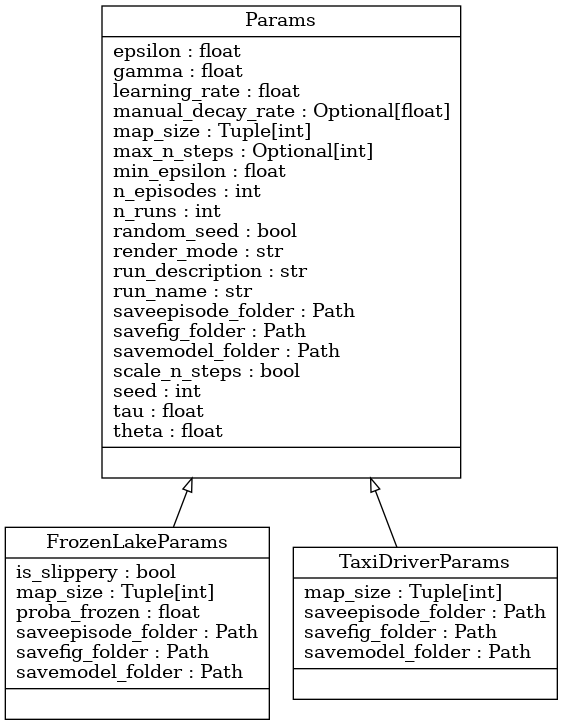 Params
epsilon : float
gamma : float
learning_rate : float
manual_decay_rate : Optional[float]
map_size : Tuple[int]
max_n_steps : Optional[int]
min_epsilon : float
n_episodes : int
n_runs : int
random_seed : bool
render_mode : str
run_description : str
run_name : str
saveepisode_folder : Path
savefig_folder : Path
savemodel_folder : Path
scale_n_steps : bool
seed : int
tau : float
theta : float
FrozenLakeParams
is_slippery : bool
map_size : Tuple[int]
proba_frozen : float
saveepisode_folder : Path
savefig_folder : Path
savemodel_folder : Path
TaxiDriverParams
map_size : Tuple[int]
saveepisode_folder : Path
savefig_folder : Path
savemodel_folder : Path